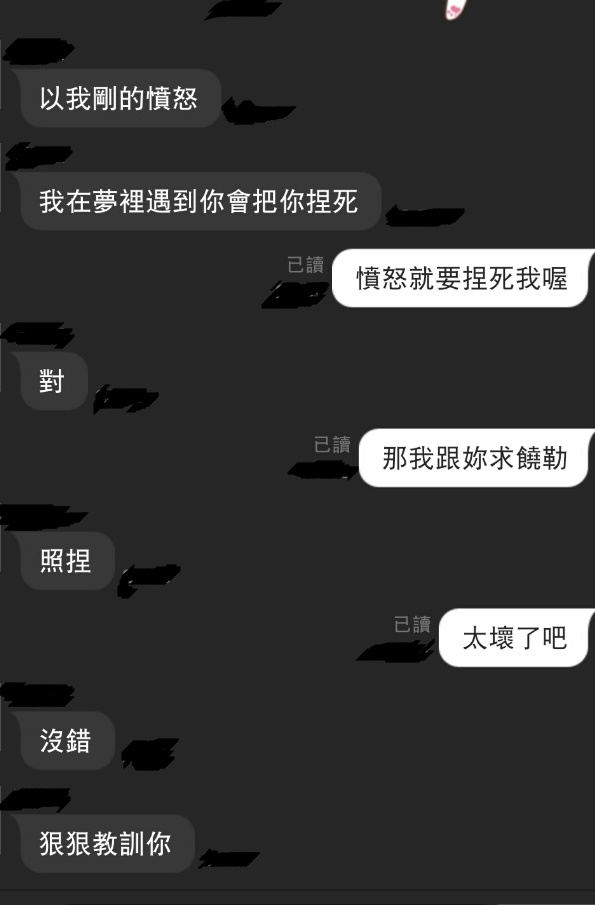 以我剛的憤怒
我在夢裡遇到你會把你捏死
已讀
憤怒就要捏死我喔
對
已讀
那我跟妳求饒勒
照捏
已讀
太壞了吧
沒錯
狠狠教訓你